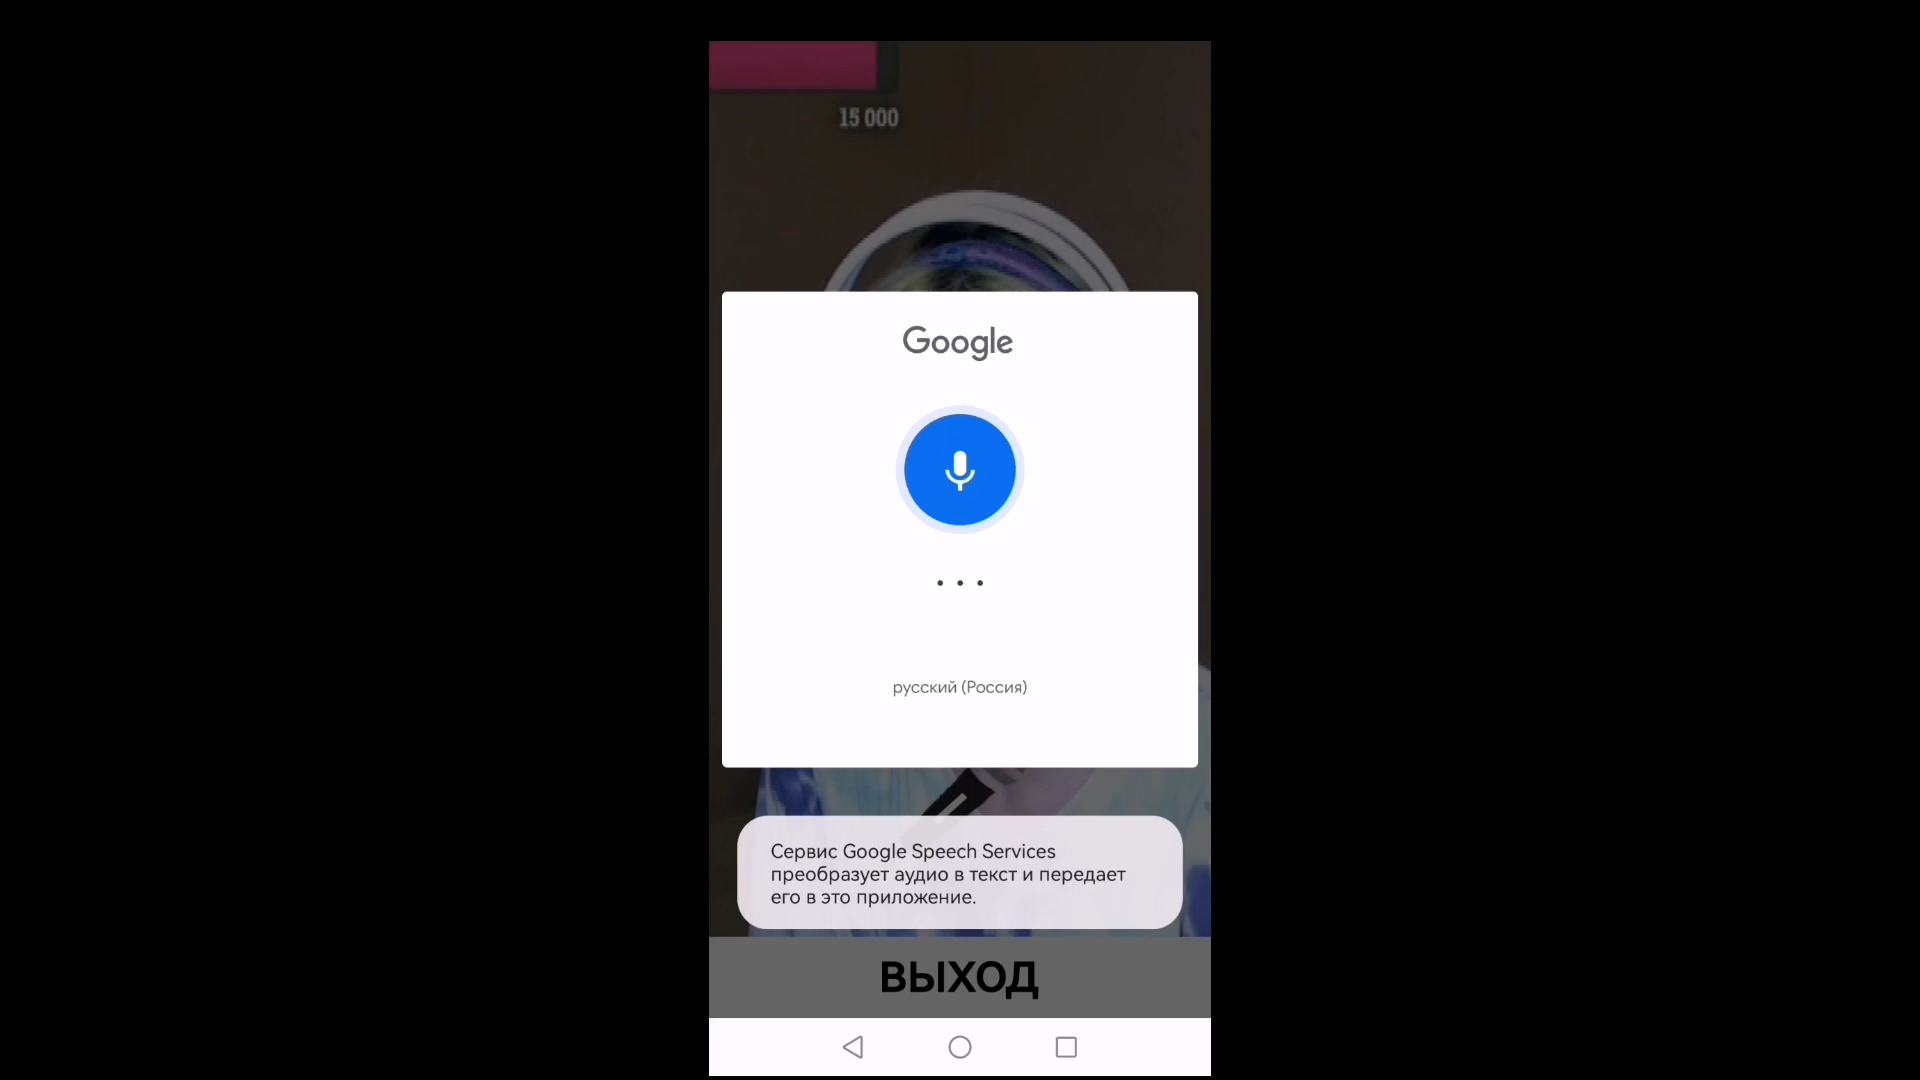 15 000
Google
русский (Россия)
Сервис Google Speech Services
преобразует аудио в текст и передает
его в это приложение.
ВЫХОД